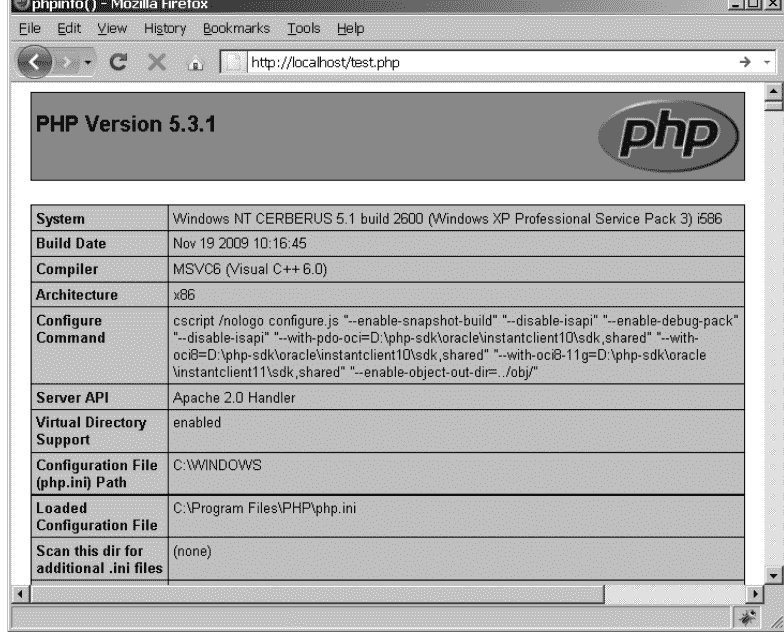 phpinfo() - Mozilla Firefox
File Edit View History Bookmarks Tools Help
http://localhost/test.php
PHP Version 5.3.1
php
System Windows NT CERBERUS 5.1 build 2600 (Windows XP Professional Service Pack 3) i586
Build Date Nov 19 2009 10:16:45
Compiler MSVC6 (Visual C++ 6.0)
Architecture x86
Configure Command cscript /nologo configure.js "--enable-snapshot-build" "--disable-isapi" "--enable-debug-pack"
"--disable-isapi" "--with-pdo-oci=D:\php-sdk\oracle\instantclient10\sdk,shared" "--with-
oci8=D:\php-sdk\oracle\instantclient10\sdk,shared" "--with-oci8-11g=D:\php-sdk\oracle
\instantclient11\sdk,shared" "--enable-object-out-dir=../obj/"
Server API Apache 2.0 Handler
Virtual Directory Support enabled
Configuration File (php.ini) Path C:\WINDOWS
Loaded Configuration File C:\Program Files\PHP\php.ini
Scan this dir for additional .ini files (none)